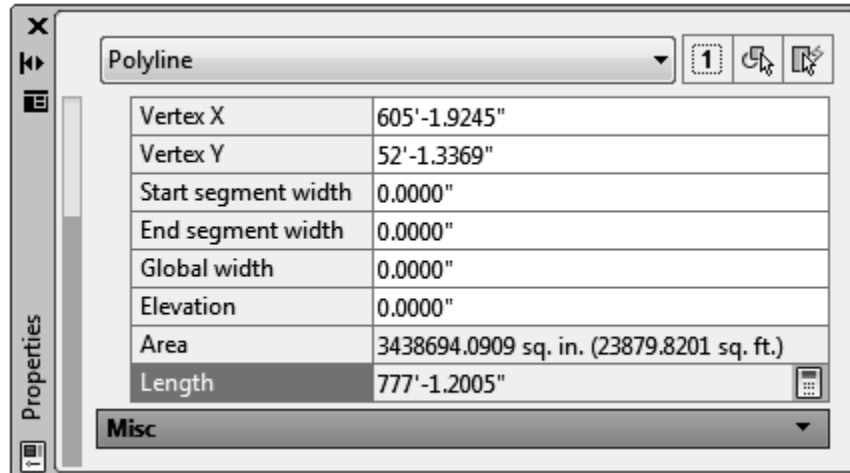 Polyline
1
Vertex X 605'-1.9245"
Vertex Y 52'-1.3369"
Start segment width 0.0000"
End segment width 0.0000"
Global width 0.0000"
Elevation 0.0000"
Area 3438694.0909 sq. in. (23879.8201 sq. ft.)
Length 777'-1.2005"
Misc
Properties